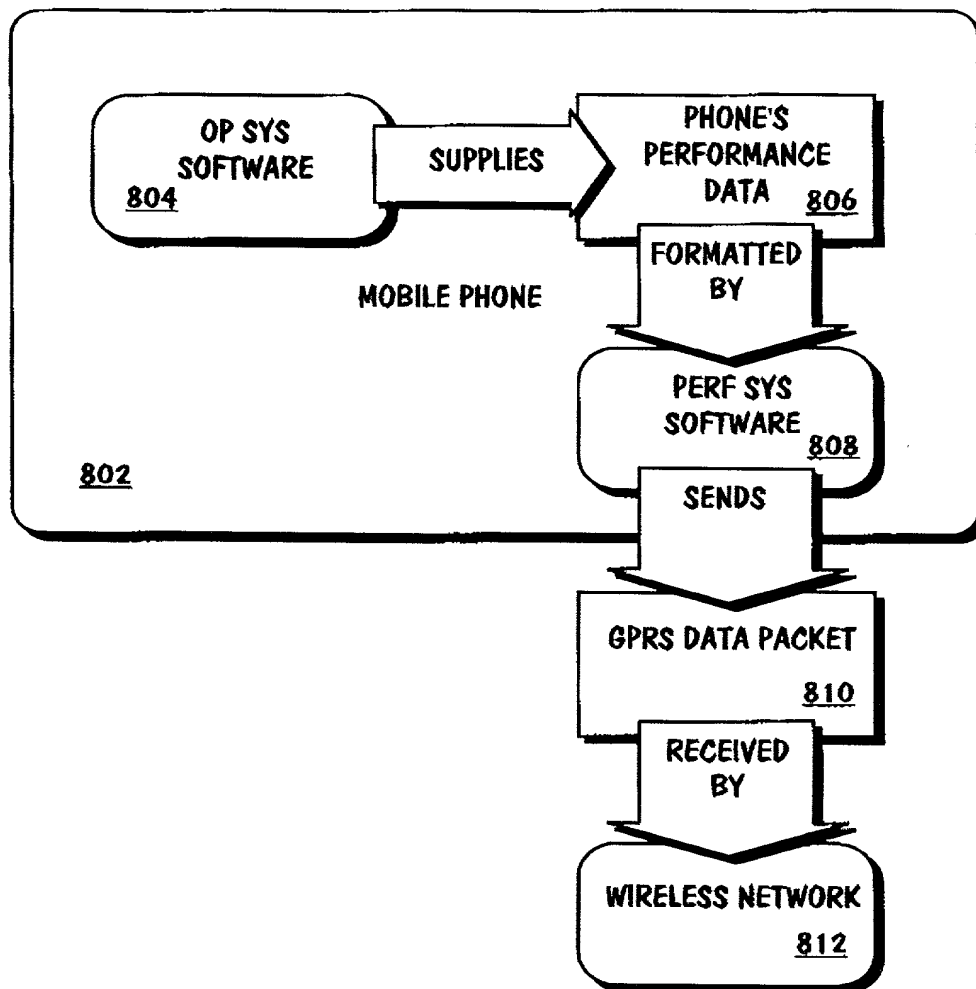 OP SYS
SOFTWARE
804
SUPPLIES
PHONE'S
PERFORMANCE
DATA
806
FORMATTED
BY
MOBILE PHONE
PERF SYS
SOFTWARE
808
802
SENDS
GPRS DATA PACKET
810
RECEIVED
BY
WIRELESS NETWORK
812